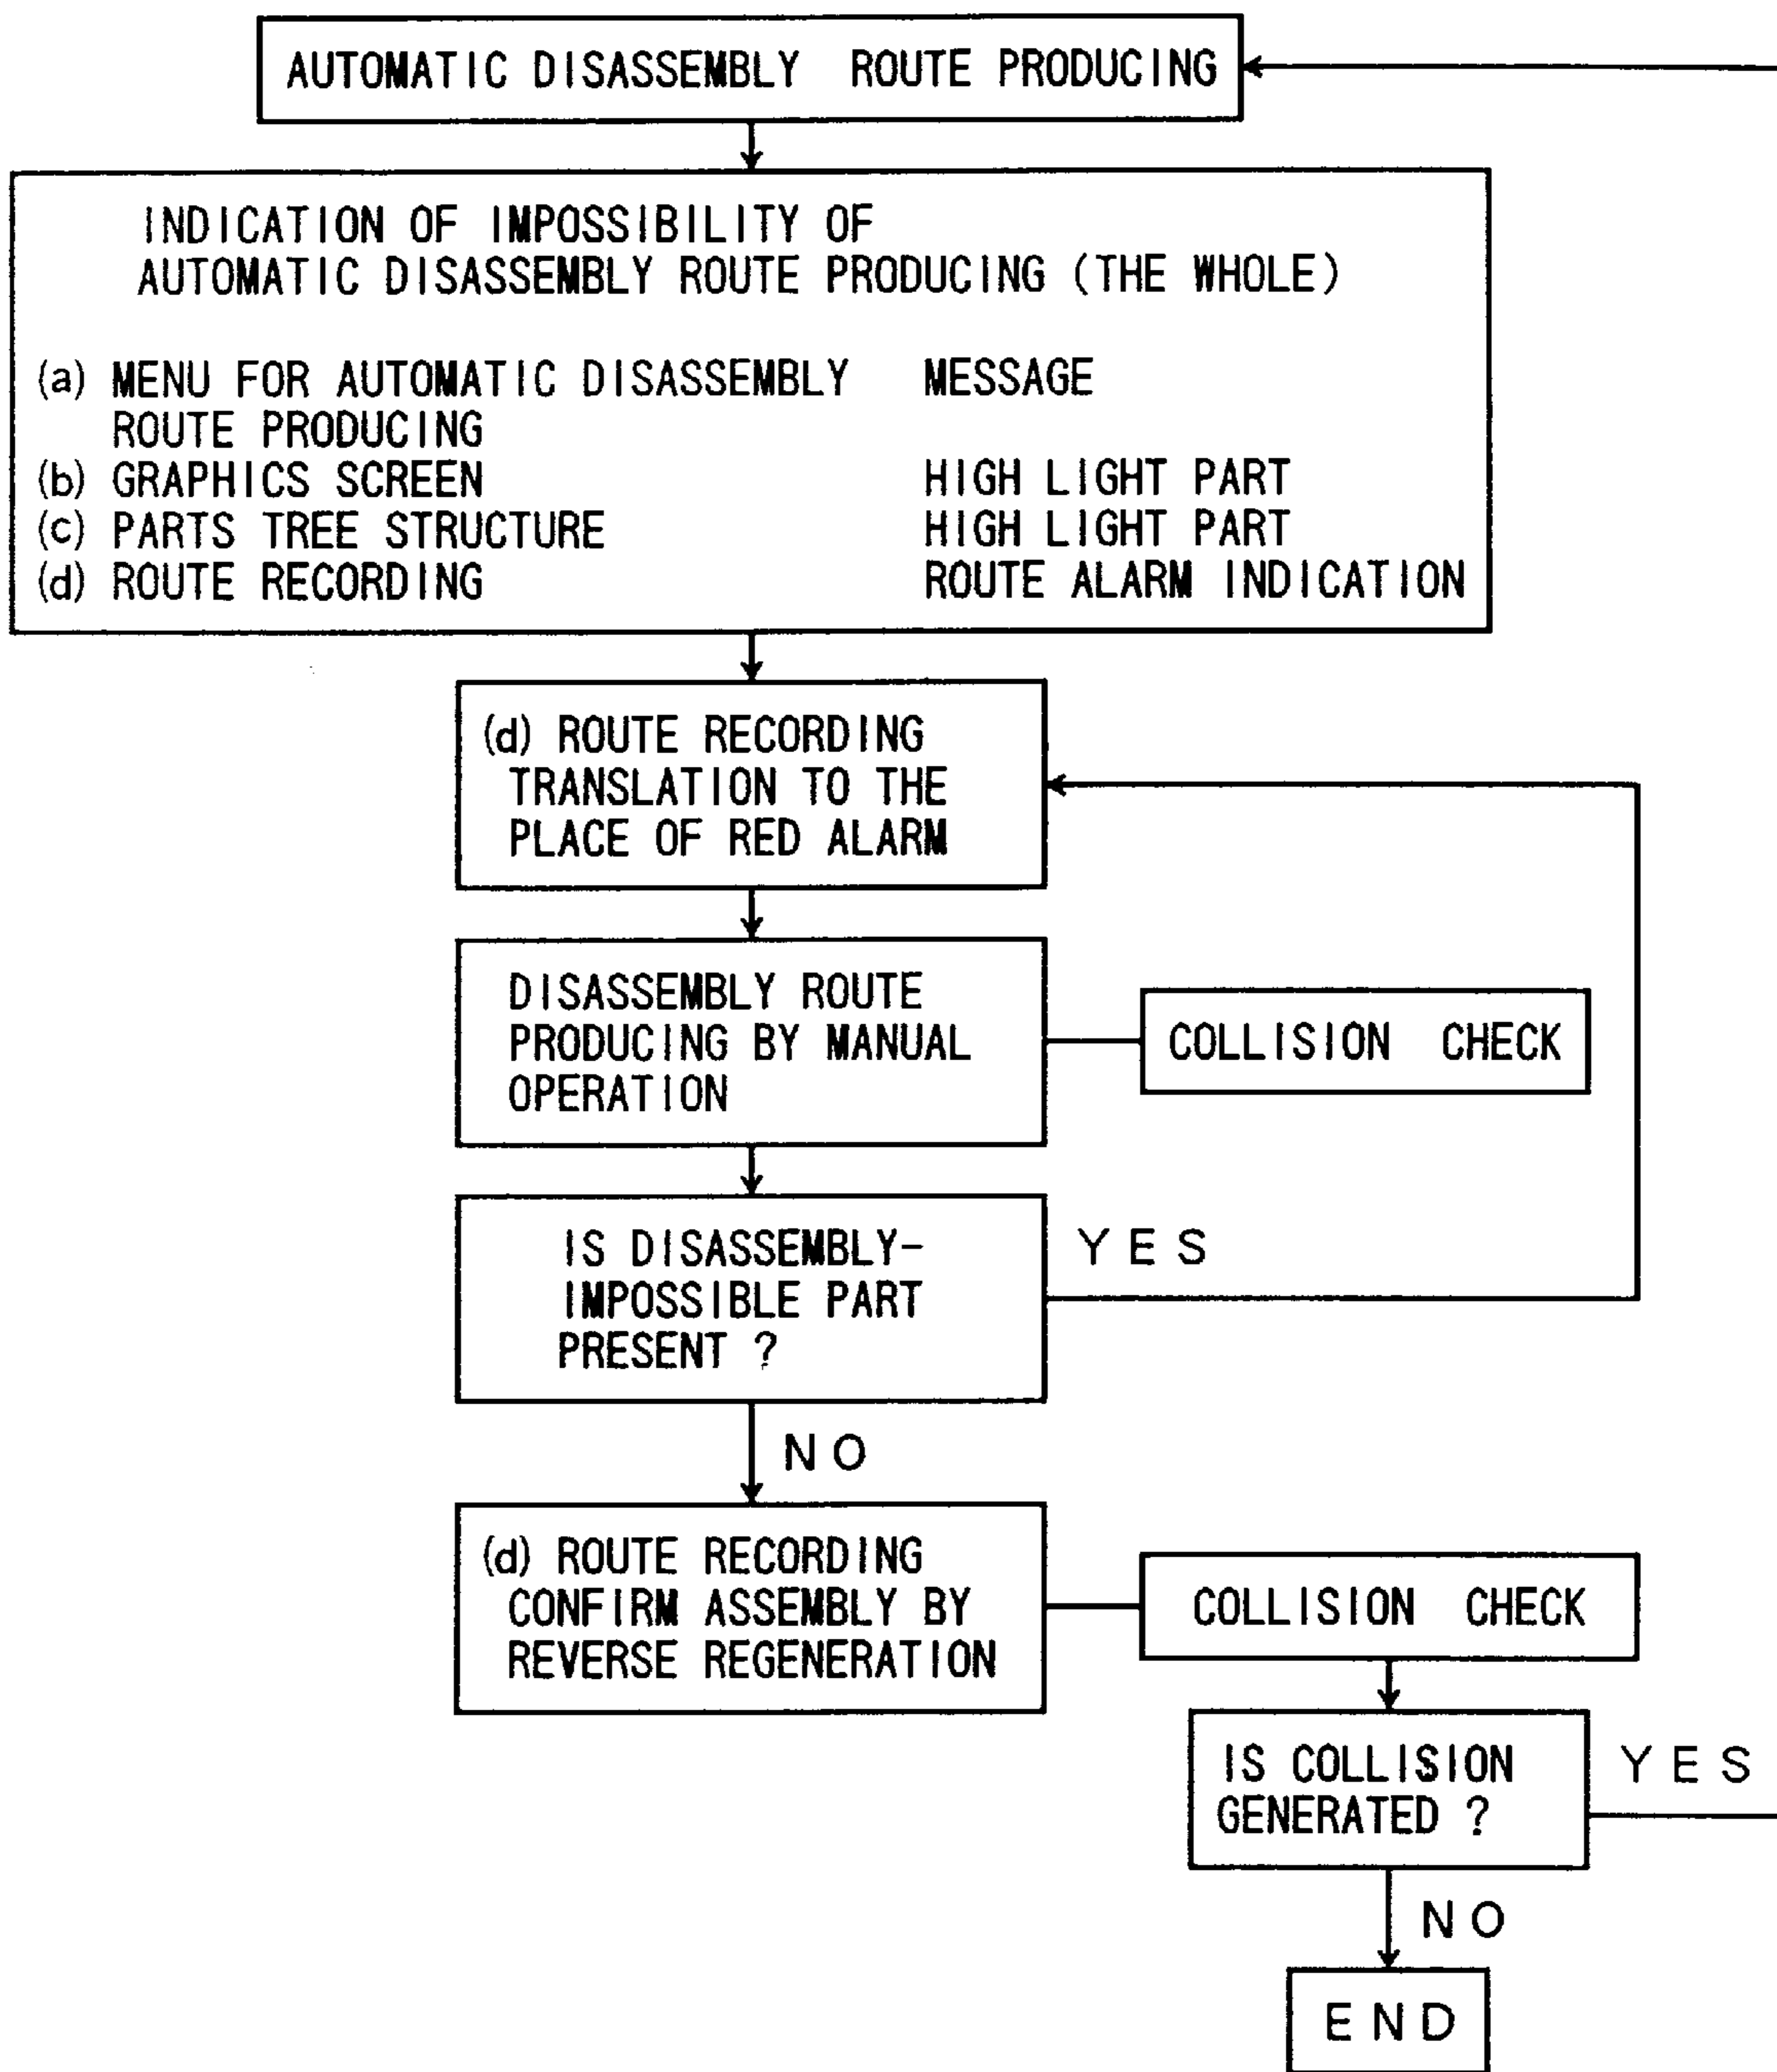 AUTOMATIC DISASSEMBLY ROUTE PRODUCING
INDICATION OF IMPOSSIBILITY OF
AUTOMATIC DISASSEMBLY ROUTE PRODUCING (THE WHOLE)
(a) MENU FOR AUTOMATIC DISASSEMBLY MESSAGE
ROUTE PRODUCING
(b) GRAPHICS SCREEN HIGH LIGHT PART
(c) PARTS TREE STRUCTURE HIGH LIGHT PART
(d) ROUTE RECORDING ROUTE ALARM INDICATION
(d) ROUTE RECORDING
TRANSLATION TO THE
PLACE OF RED ALARM
DISASSEMBLY ROUTE
PRODUCING BY MANUAL
OPERATION
COLLISION CHECK
IS DISASSEMBLY-
IMPOSSIBLE PART
PRESENT ?
YES
NO
(d) ROUTE RECORDING
CONFIRM ASSEMBLY BY
REVERSE REGENERATION
COLLISION CHECK
IS COLLISION
GENERATED ?
YES
NO
END